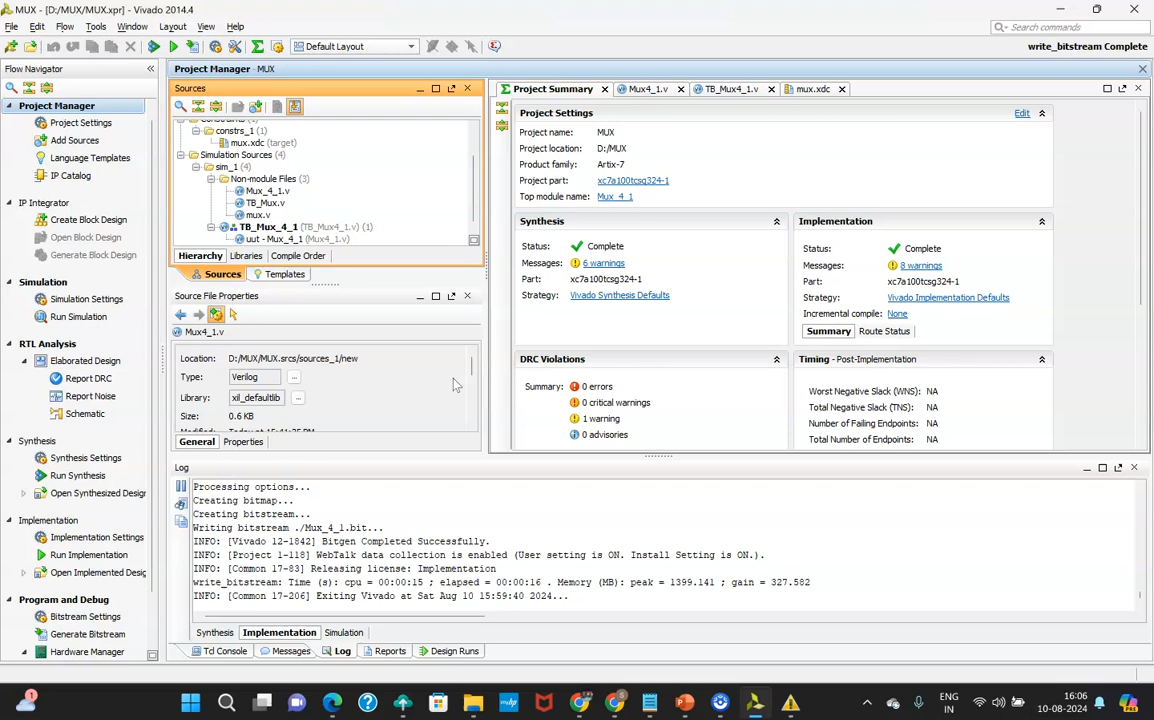 MUX - [D:/MUX/MUX.xpr] - Vivado 2014.4
File Edit Flow Tools Window Layout View Help
Search commands
Default Layout
write_bitstream Complete
Flow Navigator
Project Manager
Project Settings
Add Sources
Language Templates
IP Catalog
IP Integrator
Create Block Design
Open Block Design
Generate Block Design
Simulation
Simulation Settings
Run Simulation
RTL Analysis
Elaborated Design
Report DRC
Report Noise
Schematic
Synthesis
Synthesis Settings
Run Synthesis
Open Synthesized Design
Implementation
Implementation Settings
Run Implementation
Open Implemented Desig
Program and Debug
Bitstream Settings
Generate Bitstream
Hardware Manager
Project Manager - MUX
Sources
constrs_1 (1)
mux.xdc (target)
Simulation Sources (4)
sim_1 (4)
Non-module Files (3)
Mux_4_1.v
TB_Mux.v
mux.v
TB_Mux_4_1 (TB_Mux4_1.v) (1)
uut - Mux_4_1 (Mux4_1.v)
Hierarchy Libraries Compile Order
Sources Templates
Source File Properties
Mux4_1.v
Location: D:/MUX/MUX.srcs/sources_1/new
Type: Verilog ...
Library: xil_defaultlib ...
Size: 0.6 KB
General Properties
Project Summary Mux4_1.v TB_Mux4_1.v mux.xdc
Project Settings Edit
Project name: MUX
Project location: D:/MUX
Product family: Artix-7
Project part: xc7a100tcsg324-1
Top module name: Mux_4_1
Synthesis
Status: Complete
Messages: 6 warnings
Part: xc7a100tcsg324-1
Strategy: Vivado Synthesis Defaults
Implementation
Status: Complete
Messages: 8 warnings
Part: xc7a100tcsg324-1
Strategy: Vivado Implementation Defaults
Incremental compile: None
Summary Route Status
DRC Violations
Summary: 0 errors
0 critical warnings
1 warning
0 advisories
Timing - Post-Implementation
Worst Negative Slack (WNS): NA
Total Negative Slack (TNS): NA
Number of Failing Endpoints: NA
Total Number of Endpoints: NA
Log
Processing options...
Creating bitmap...
Creating bitstream...
Writing bitstream ./Mux_4_1.bit...
INFO: [Vivado 12-1842] Bitgen Completed Successfully.
INFO: [Project 1-118] WebTalk data collection is enabled (User setting is ON. Install Setting is ON.).
INFO: [Common 17-83] Releasing license: Implementation
write_bitstream: Time (s): cpu = 00:00:15 ; elapsed = 00:00:16 . Memory (MB): peak = 1399.141 ; gain = 327.582
INFO: [Common 17-206] Exiting Vivado at Sat Aug 10 15:59:40 2024...
Synthesis Implementation Simulation
Tcl Console Messages Log Reports Design Runs
1
ENG
IN
16:06
10-08-2024